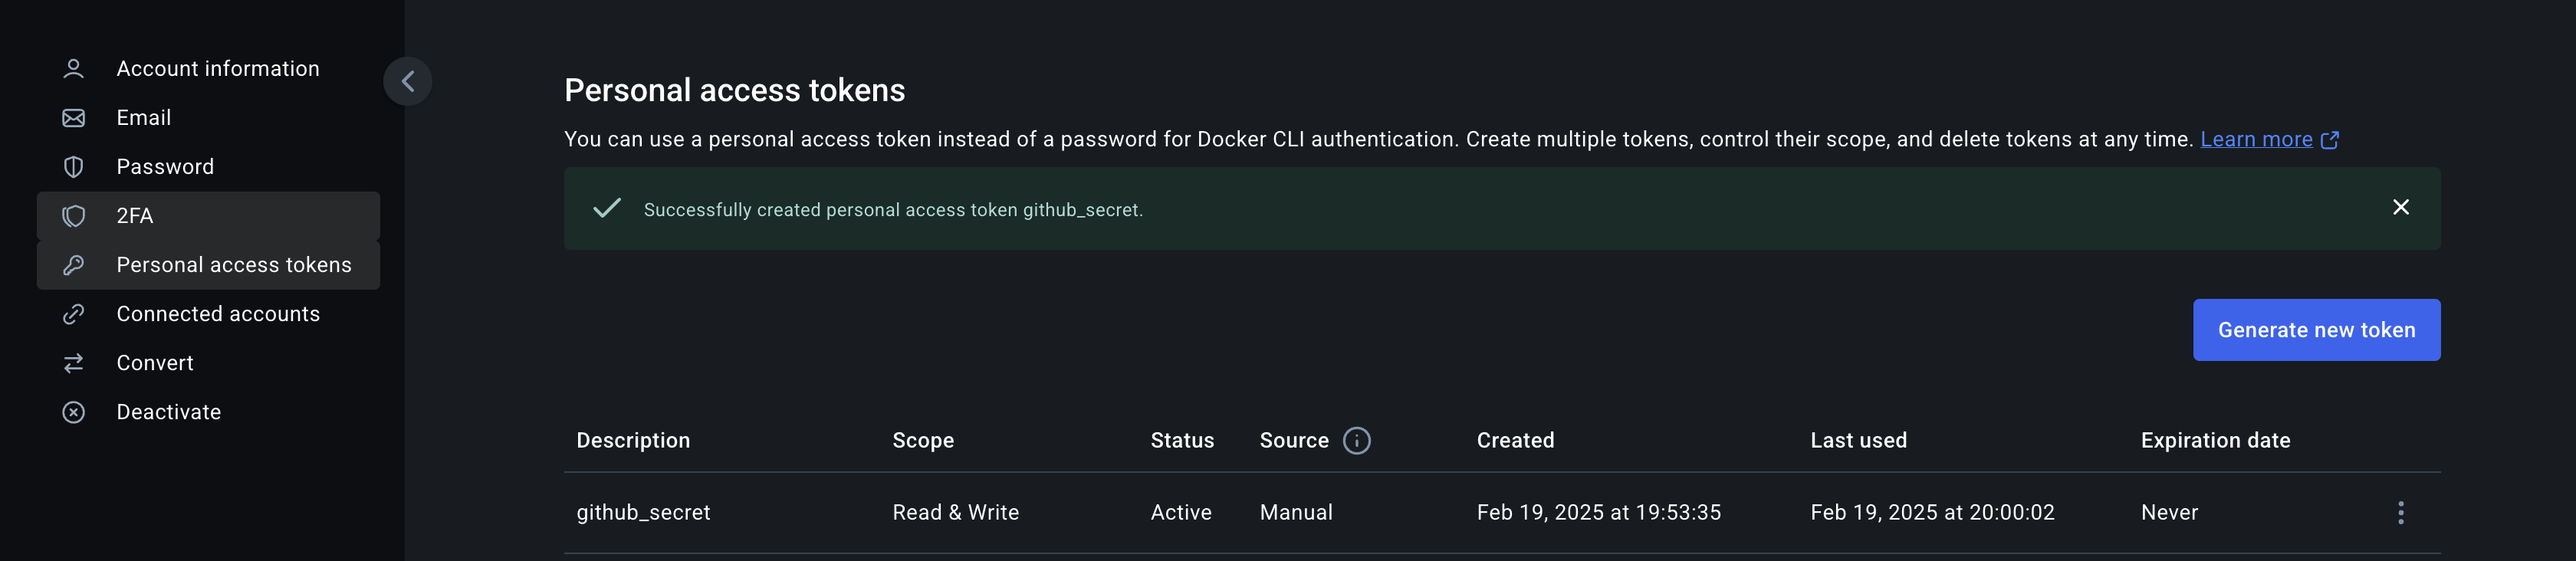 Account information
Email
Password
2FA
Personal access tokens
Connected accounts
Convert
Deactivate
Personal access tokens
You can use a personal access token instead of a password for Docker CLI authentication. Create multiple tokens, control their scope, and delete tokens at any time. Learn more
Successfully created personal access token github_secret.
Generate new token
Description Scope Status Source Created Last used Expiration date
github_secret Read & Write Active Manual Feb 19, 2025 at 19:53:35 Feb 19, 2025 at 20:00:02 Never